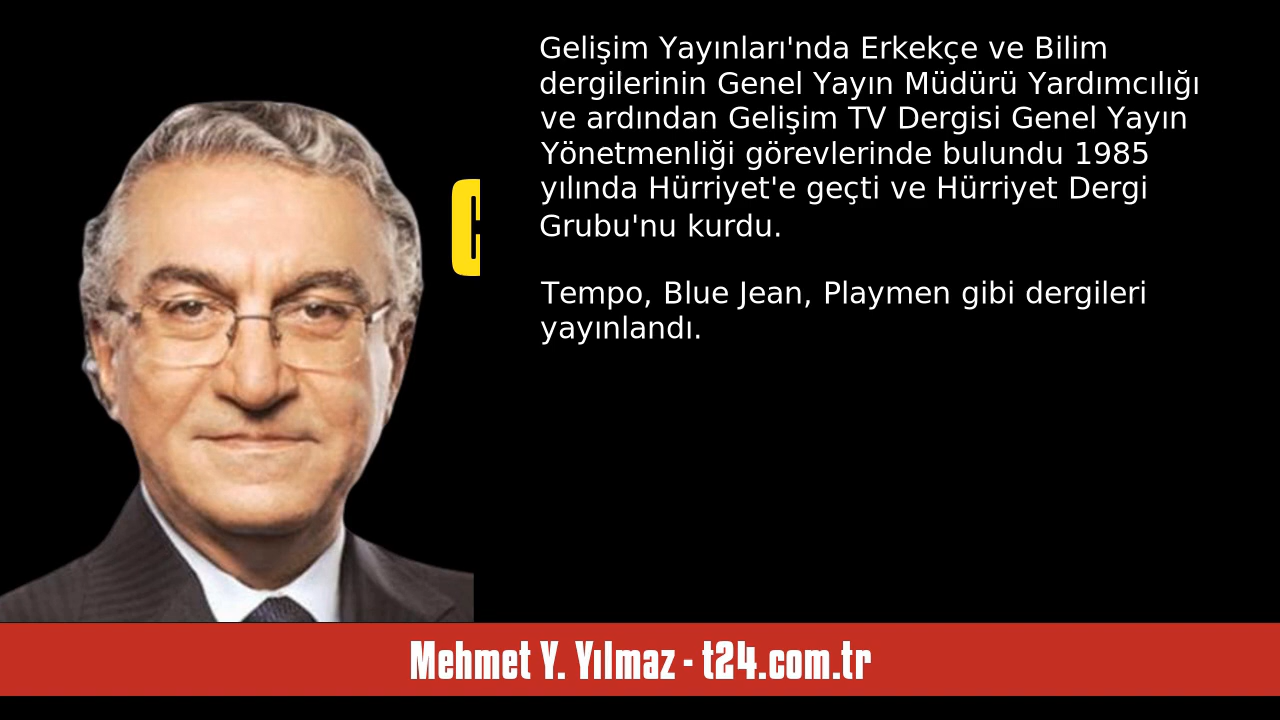 Gelişim Yayınları'nda Erkekçe ve Bilim
dergilerinin Genel Yayın Müdürü Yardımcılığı
ve ardından Gelişim TV Dergisi Genel Yayın
Yönetmenliği görevlerinde bulundu 1985
yılında Hürriyet'e geçti ve Hürriyet Dergi
Grubu'nu kurdu.
Tempo, Blue Jean, Playmen gibi dergileri
yayınlandı.
Mehmet Y. Yılmaz - t24.com.tr